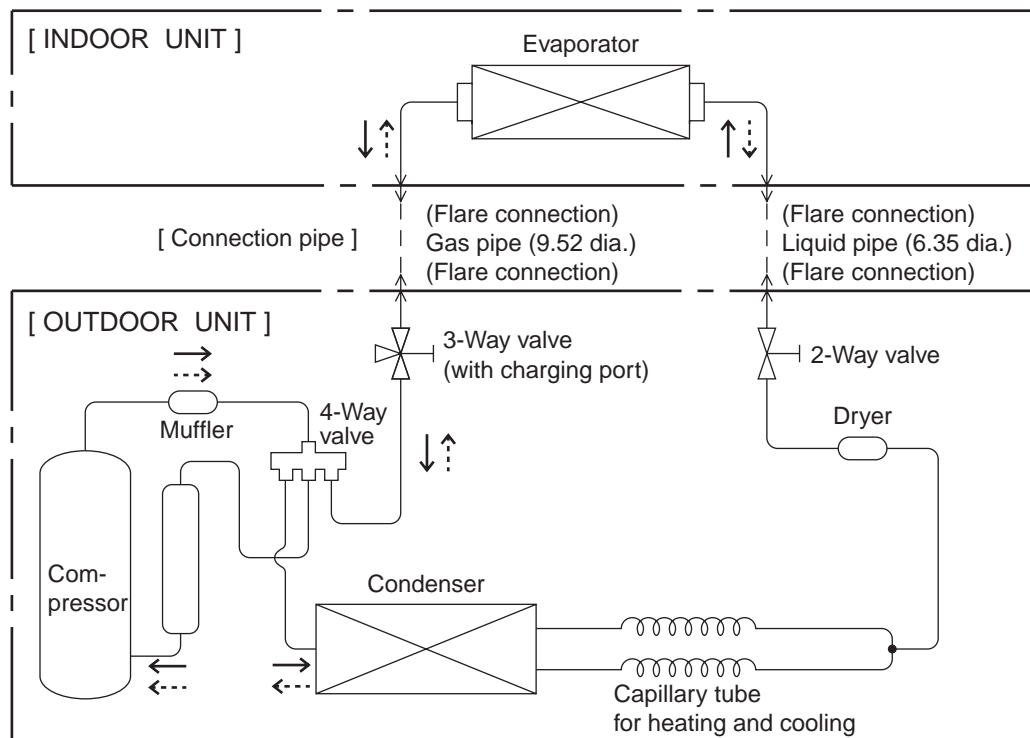 [ INDOOR UNIT ]
Evaporator
[ Connection pipe ]
(Flare connection)
Gas pipe (9.52 dia.)
(Flare connection)
(Flare connection)
Liquid pipe (6.35 dia.)
(Flare connection)
[ OUTDOOR UNIT ]
3-Way valve
(with charging port)
2-Way valve
Muffler
4-Way
valve
Dryer
Com-
pressor
Condenser
Capillary tube
for heating and cooling